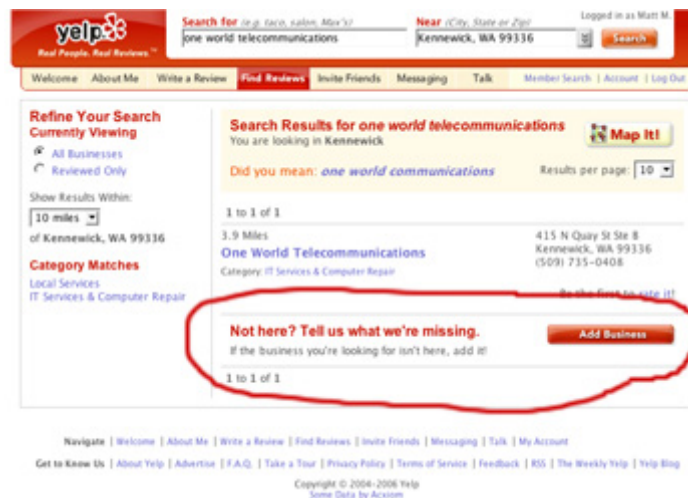 Logged in as Matt M.
yelp
Real People. Real Reviews.™
Search for (e.g. taco, salon, Max's)
one world telecommunications
Near (City, State or Zip)
Kennewick, WA 99336
Search
Welcome About Me Write a Review Find Reviews Invite Friends Messaging Talk Member Search | Account | Log Out
Refine Your Search
Currently Viewing
All Businesses
Reviewed Only
Show Results Within:
10 miles
of Kennewick, WA 99336
Category Matches
Local Services
IT Services & Computer Repair
Search Results for one world telecommunications
You are looking in Kennewick
Map It!
Did you mean: one world communications
Results per page: 10
1 to 1 of 1
3.9 Miles
One World Telecommunications
Category: IT Services & Computer Repair
415 N Quay St Ste 8
Kennewick, WA 99336
(509) 735-0408
Be the first to rate it!
Not here? Tell us what we're missing.
If the business you're looking for isn't here, add it!
Add Business
1 to 1 of 1
Navigate | Welcome | About Me | Write a Review | Find Reviews | Invite Friends | Messaging | Talk | My Account
Get to Know Us | About Yelp | Advertise | F.A.Q. | Take a Tour | Privacy Policy | Terms of Service | Feedback | RSS | The Weekly Yelp | Yelp Blog
Copyright © 2004-2006 Yelp
Some Data by Acxiom